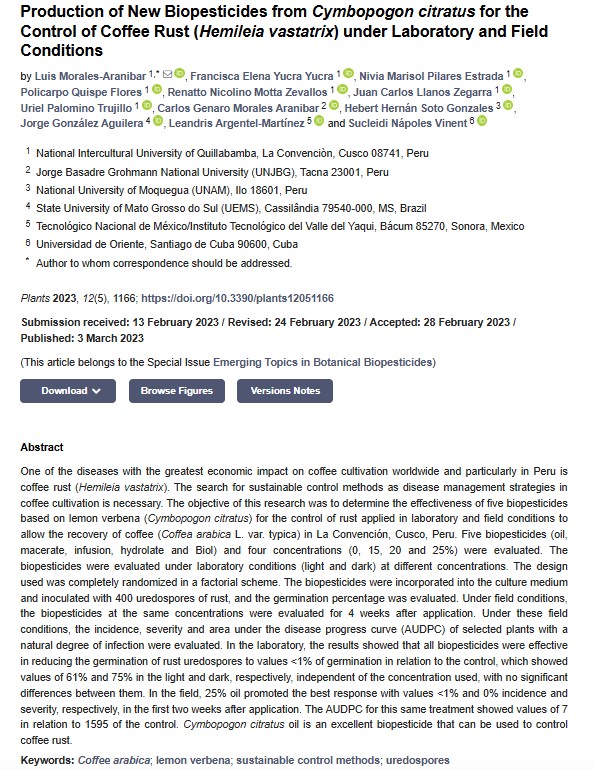 Production of New Biopesticides from Cymbopogon citratus for the
Control of Coffee Rust (Hemileia vastatrix) under Laboratory and Field
Conditions
by Luis Morales-Aranibar 1,*, Francisca Elena Yucra Yucra 1, Nivia Marisol Pilares Estrada 1,
Policarpo Quispe Flores 1, Renatto Nicolino Motta Zevallos 1, Juan Carlos Llanos Zegarra 1,
Uriel Palomino Trujillo 1, Carlos Genaro Morales Aranibar 2, Hebert Hernán Soto Gonzales 3,
Jorge González Aguilera 4, Leandris Argentel-Martínez 5 and Sucleidi Nápoles Vinent 6
1 National Intercultural University of Quillabamba, La Convenciòn, Cusco 08741, Peru
2 Jorge Basadre Grohmann National University (UNJBG), Tacna 23001, Peru
3 National University of Moquegua (UNAM), Ilo 18601, Peru
4 State University of Mato Grosso do Sul (UEMS), Cassilândia 79540-000, MS, Brazil
5 Tecnológico Nacional de México/Instituto Tecnológico del Valle del Yaqui, Bácum 85270, Sonora, Mexico
6 Universidad de Oriente, Santiago de Cuba 90600, Cuba
* Author to whom correspondence should be addressed.
Plants 2023, 12(5), 1166; https://doi.org/10.3390/plants12051166
Submission received: 13 February 2023 / Revised: 24 February 2023 / Accepted: 28 February 2023 /
Published: 3 March 2023
(This article belongs to the Special Issue Emerging Topics in Botanical Biopesticides)
Download Browse Figures Versions Notes
Abstract
One of the diseases with the greatest economic impact on coffee cultivation worldwide and particularly in Peru is
coffee rust (Hemileia vastatrix). The search for sustainable control methods as disease management strategies in
coffee cultivation is necessary. The objective of this research was to determine the effectiveness of five biopesticides
based on lemon verbena (Cymbopogon citratus) for the control of rust applied in laboratory and field conditions to
allow the recovery of coffee (Coffea arabica L. var. typica) in La Convención, Cusco, Peru. Five biopesticides (oil,
macerate, infusion, hydrolate and Biol) and four concentrations (0, 15, 20 and 25%) were evaluated. The
biopesticides were evaluated under laboratory conditions (light and dark) at different concentrations. The design
used was completely randomized in a factorial scheme. The biopesticides were incorporated into the culture medium
and inoculated with 400 uredospores of rust, and the germination percentage was evaluated. Under field conditions,
the biopesticides at the same concentrations were evaluated for 4 weeks after application. Under these field
conditions, the incidence, severity and area under the disease progress curve (AUDPC) of selected plants with a
natural degree of infection were evaluated. In the laboratory, the results showed that all biopesticides were effective
in reducing the germination of rust uredospores to values <1% of germination in relation to the control, which showed
values of 61% and 75% in the light and dark, respectively, independent of the concentration used, with no significant
differences between them. In the field, 25% oil promoted the best response with values <1% and 0% incidence and
severity, respectively, in the first two weeks after application. The AUDPC for this same treatment showed values of 7
in relation to 1595 of the control. Cymbopogon citratus oil is an excellent biopesticide that can be used to control
coffee rust.
Keywords: Coffea arabica; lemon verbena; sustainable control methods; uredospores